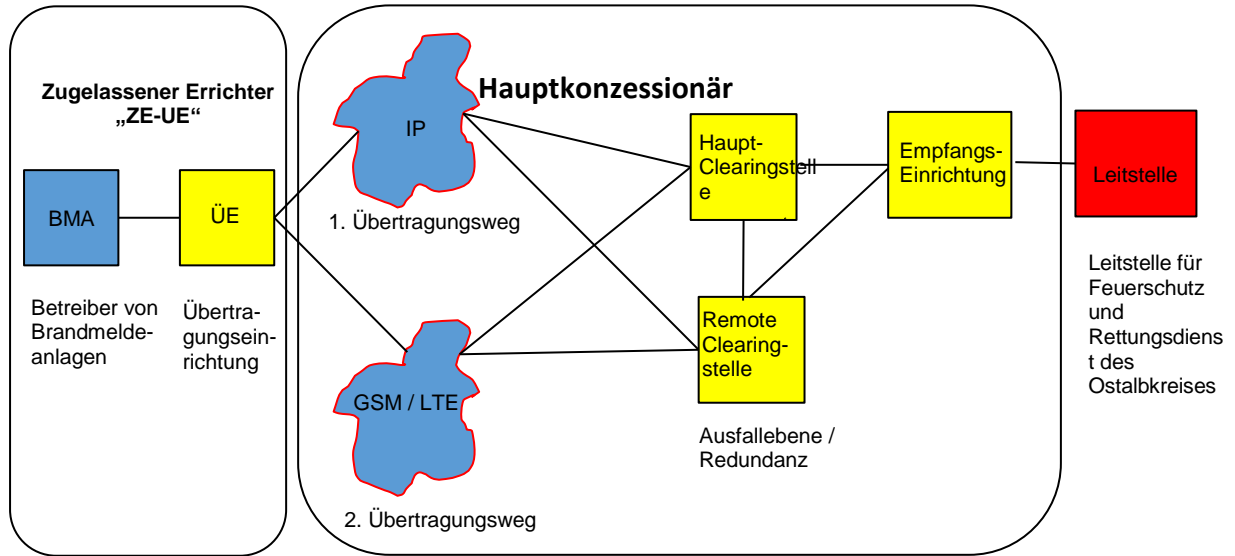 Zugelassener Errichter
„ZE-UE“
BMA
ÜE
Betreiber von
Brandmelde-
anlagen
Übertra-
gungsein-
richtung
Hauptkonzessionär
IP
1. Übertragungsweg
GSM / LTE
2. Übertragungsweg
Haupt-
Clearingstell
e
Remote
Clearing-
stelle
Ausfallebene /
Redundanz
Empfangs-
Einrichtung
Leitstelle
Leitstelle für
Feuerschutz
und
Rettungsdiens
t des
Ostalbkreises